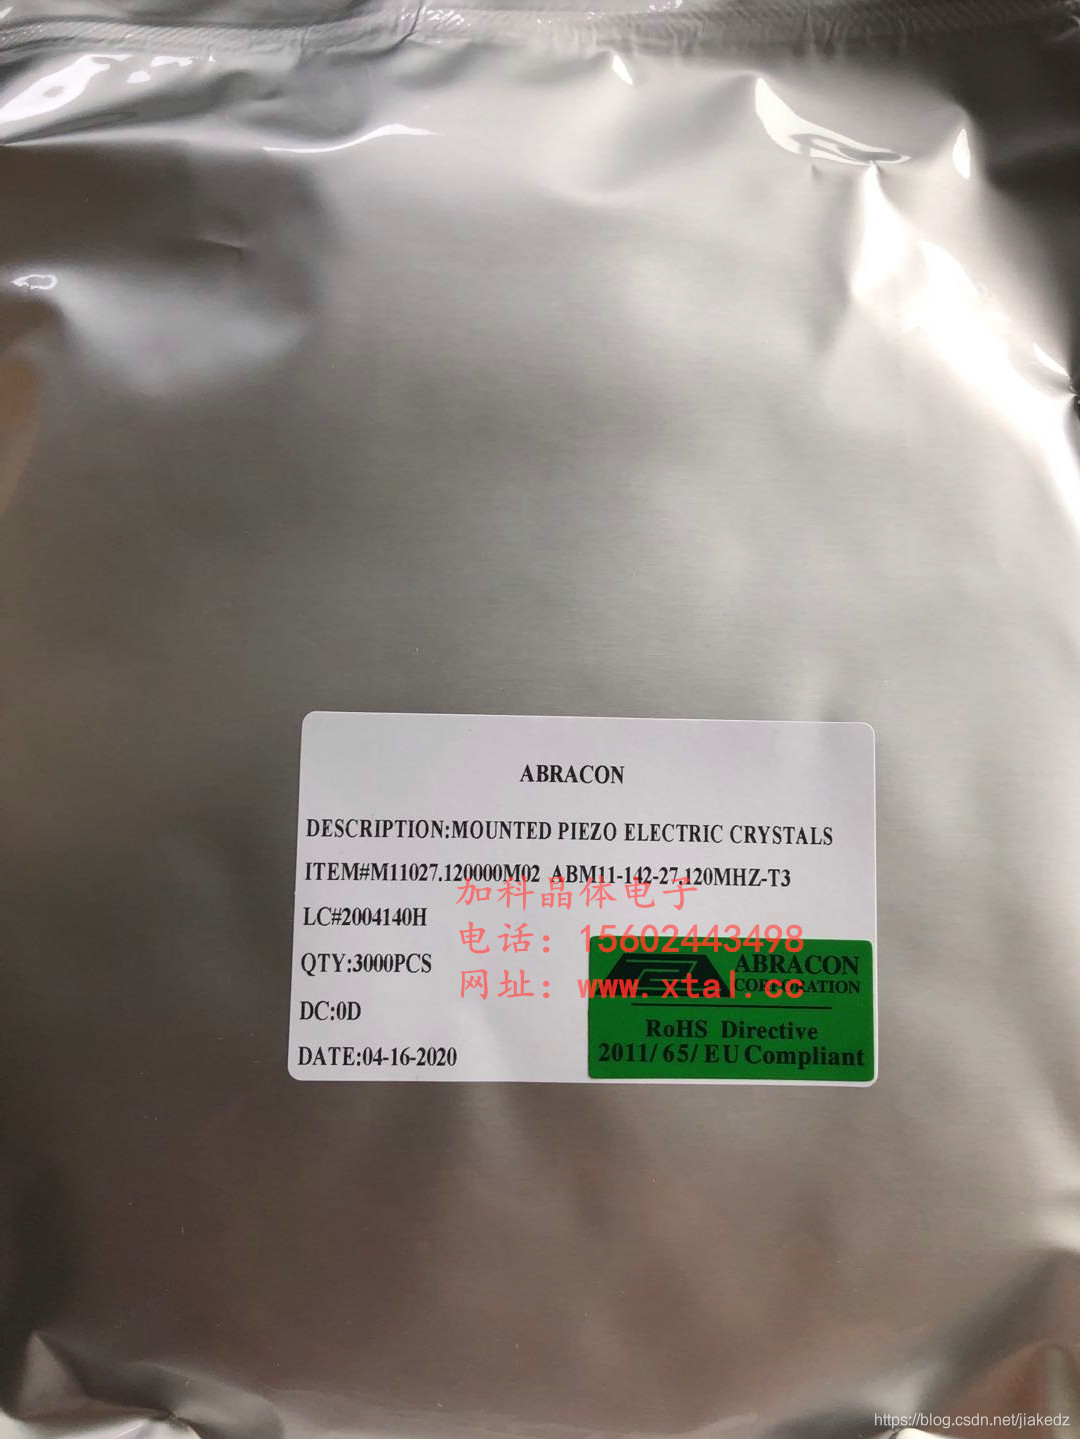 ABRACON
DESCRIPTION:MOUNTED PIEZO ELECTRIC CRYSTALS
ITEM#M11027.120000M02 ABM11-142-27.120MHZ-T3
加科晶体电子
LC#2004140H
电话：15602443498
QTY:3000PCS
网址：www.xtal.cc
ABRACON
CORPORATION
DC:0D
RoHS Directive
2011/65/EU Compliant
DATE:04-16-2020
https://blog.csdn.net/jiakedz